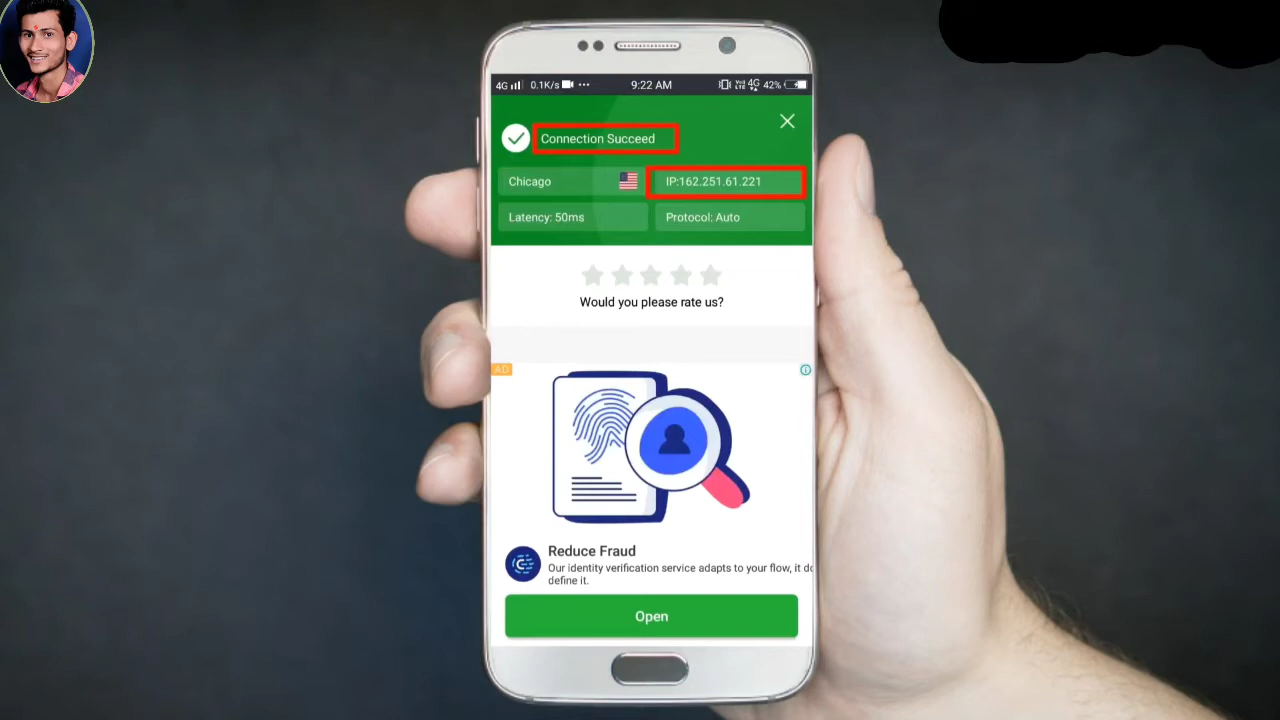 4G 0.1K/s ... 9:22 AM 4G 42%
Connection Succeed
Chicago IP:162.251.61.221
Latency: 50ms Protocol: Auto
Would you please rate us?
AD
Reduce Fraud
Our identity verification service adapts to your flow, it do
define it.
Open